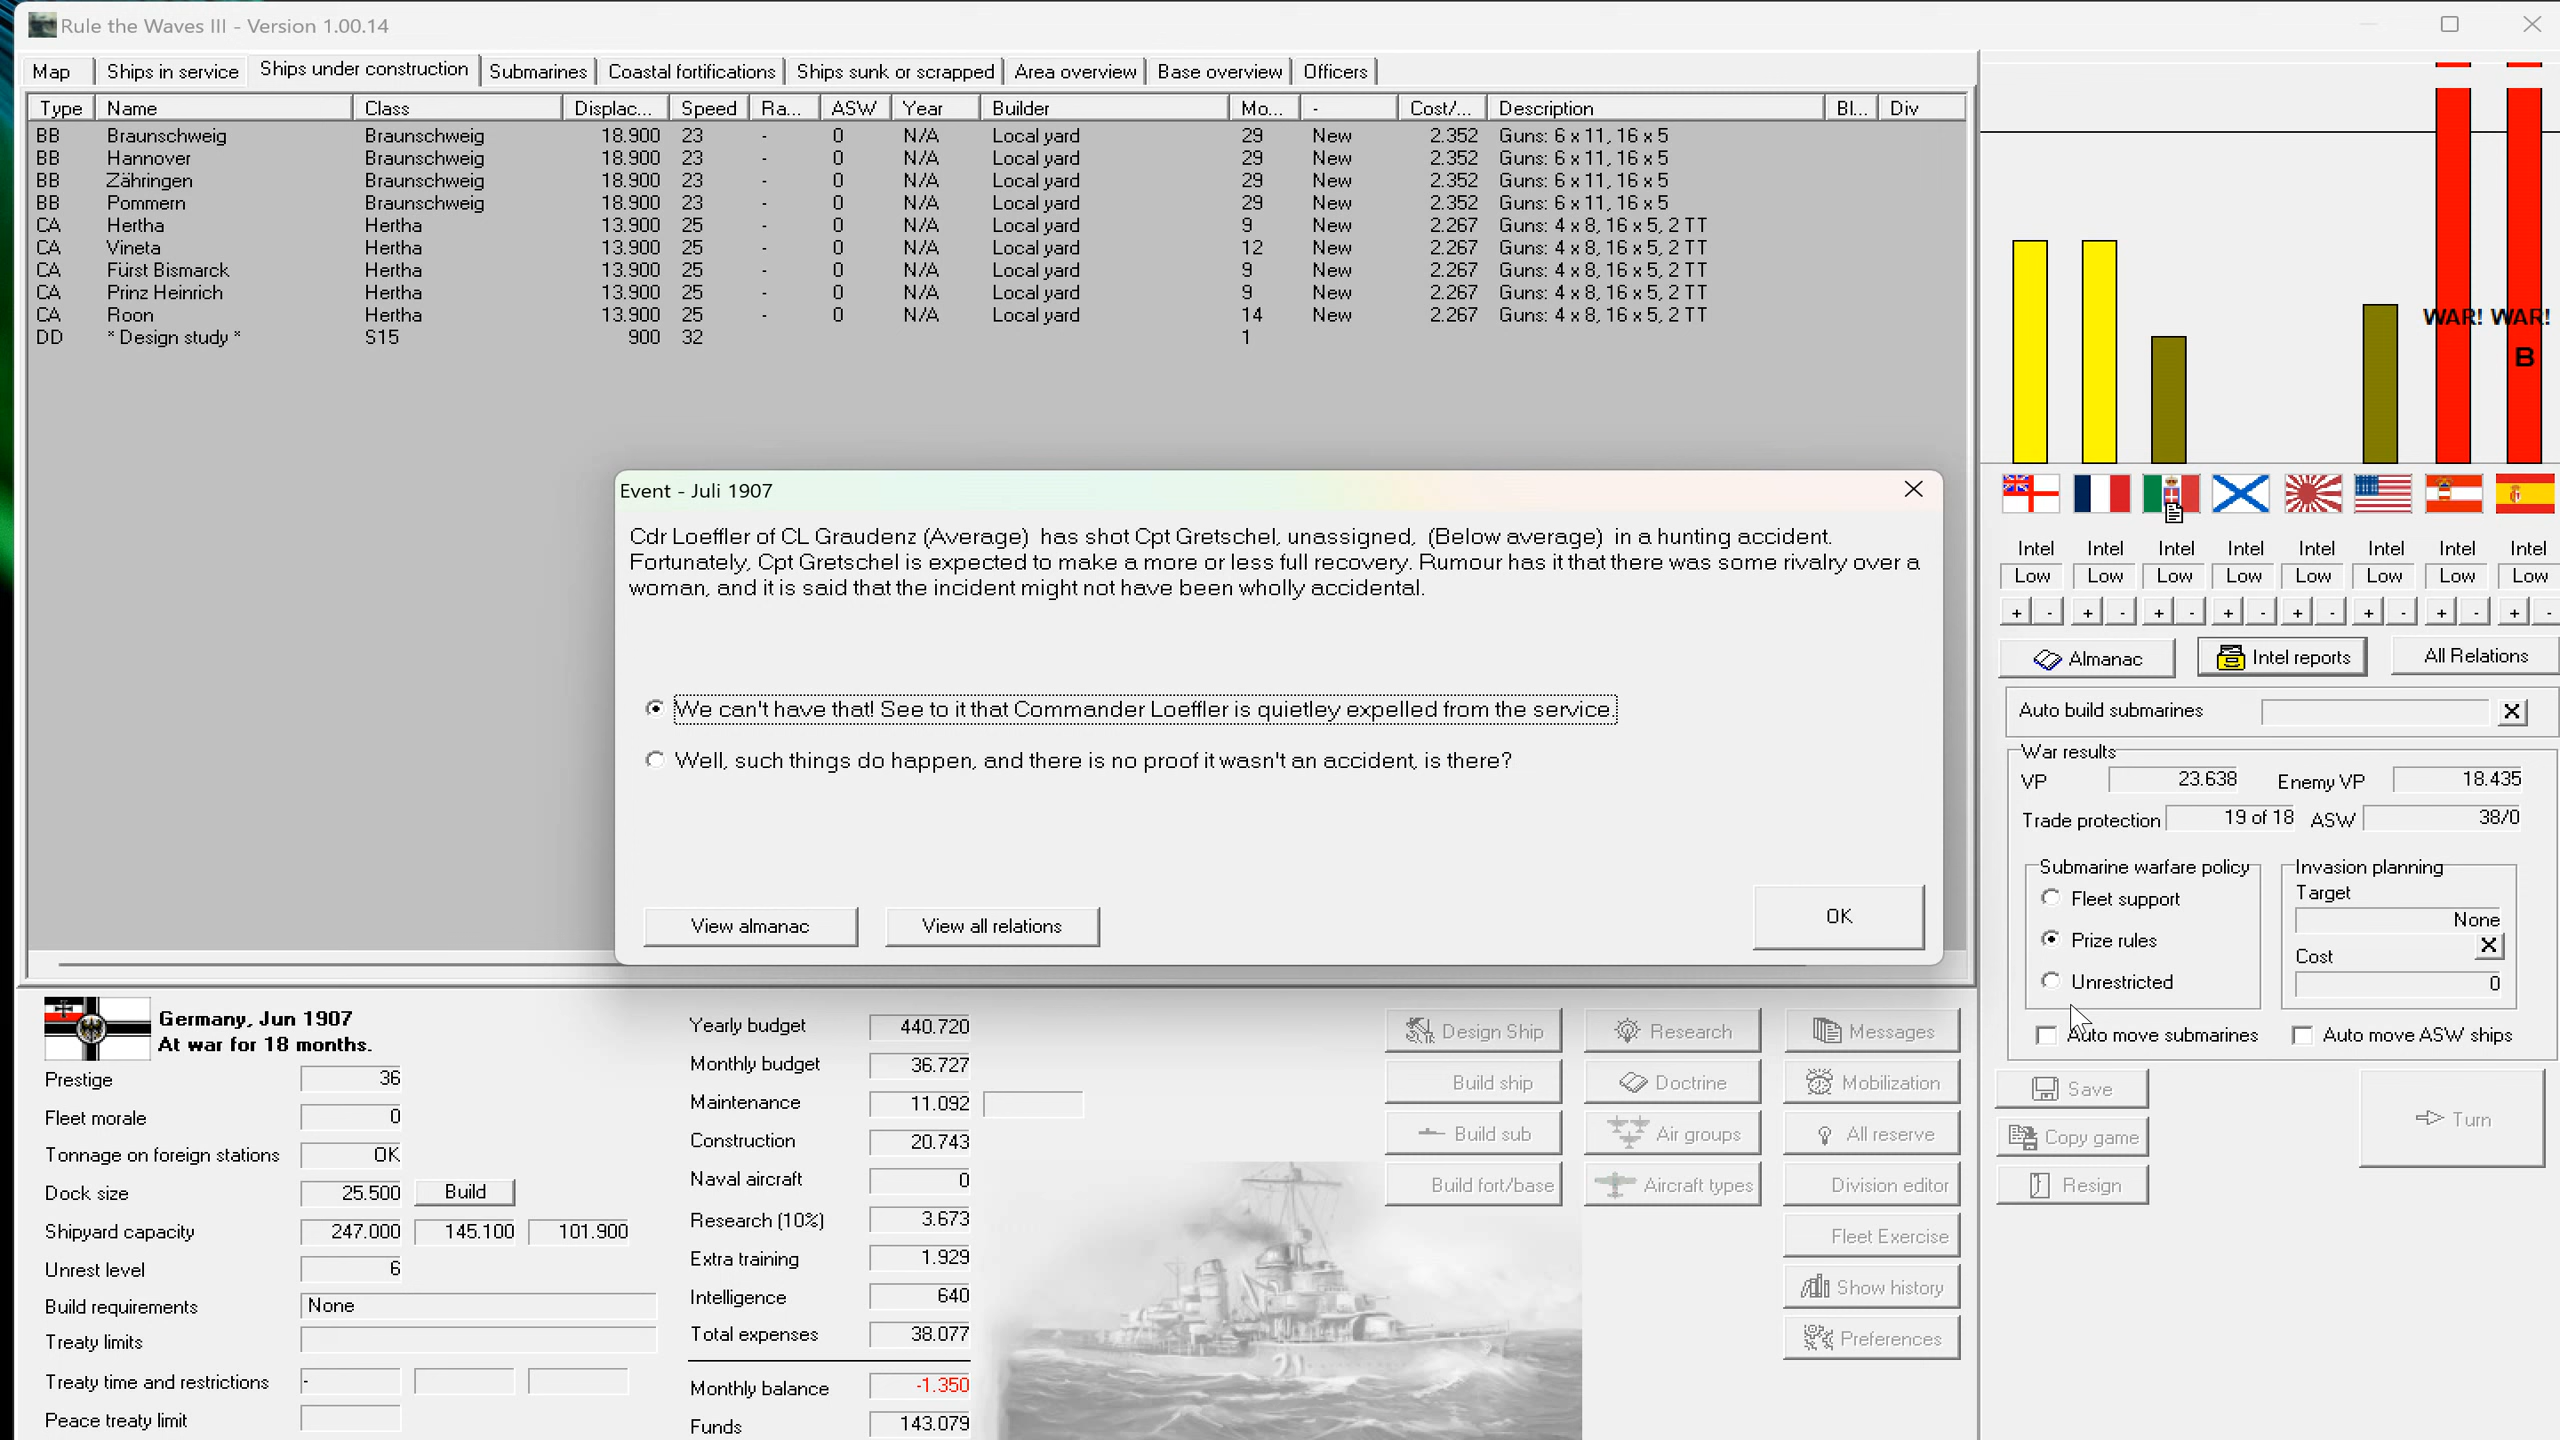 Rule the Waves III - Version 1.00.14
Map Ships in service Ships under construction Submarines Coastal fortifications Ships sunk or scrapped Area overview Base overview Officers
Type Name Class Displac... Speed Ra... ASW Year Builder Mo... - Cost/... Description Bl... Div
BB Braunschweig Braunschweig 18.900 23 - 0 N/A Local yard 29 New 2.352 Guns: 6 x 11, 16 x 5
BB Hannover Braunschweig 18.900 23 - 0 N/A Local yard 29 New 2.352 Guns: 6 x 11, 16 x 5
BB Zähringen Braunschweig 18.900 23 - 0 N/A Local yard 29 New 2.352 Guns: 6 x 11, 16 x 5
BB Pommern Braunschweig 18.900 23 - 0 N/A Local yard 29 New 2.352 Guns: 6 x 11, 16 x 5
CA Hertha Hertha 13.900 25 - 0 N/A Local yard 9 New 2.267 Guns: 4 x 8, 16 x 5, 2 TT
CA Vineta Hertha 13.900 25 - 0 N/A Local yard 12 New 2.267 Guns: 4 x 8, 16 x 5, 2 TT
CA Fürst Bismarck Hertha 13.900 25 - 0 N/A Local yard 9 New 2.267 Guns: 4 x 8, 16 x 5, 2 TT
CA Prinz Heinrich Hertha 13.900 25 - 0 N/A Local yard 9 New 2.267 Guns: 4 x 8, 16 x 5, 2 TT
CA Roon Hertha 13.900 25 - 0 N/A Local yard 14 New 2.267 Guns: 4 x 8, 16 x 5, 2 TT
DD * Design study * S15 900 32 1
WAR! WAR!
B
Event - Juli 1907
Cdr Loeffler of CL Graudenz (Average) has shot Cpt Gretschel, unassigned, (Below average) in a hunting accident.
Fortunately, Cpt Gretschel is expected to make a more or less full recovery. Rumour has it that there was some rivalry over a
woman, and it is said that the incident might not have been wholly accidental.
We can't have that! See to it that Commander Loeffler is quietley expelled from the service.
Well, such things do happen, and there is no proof it wasn't an accident, is there?
View almanac View all relations OK
Intel Intel Intel Intel Intel Intel Intel Intel
Low Low Low Low Low Low Low Low
+ - + - + - + - + - + - + - + -
Almanac Intel reports All Relations
Auto build submarines X
War results
VP 23.638 Enemy VP 18.435
Trade protection 19 of 18 ASW 38/0
Submarine warfare policy
Fleet support
Prize rules
Unrestricted
Invasion planning
Target
None
Cost X
0
Auto move submarines Auto move ASW ships
Save
Copy game
Resign
Turn
Germany, Jun 1907
At war for 18 months.
Prestige 36
Fleet morale 0
Tonnage on foreign stations OK
Dock size 25.500 Build
Shipyard capacity 247.000 145.100 101.900
Unrest level 6
Build requirements None
Treaty limits
Treaty time and restrictions -
Peace treaty limit
Yearly budget 440.720
Monthly budget 36.727
Maintenance 11.092
Construction 20.743
Naval aircraft 0
Research (10%) 3.673
Extra training 1.929
Intelligence 640
Total expenses 38.077
Monthly balance -1.350
Funds 143.079
Design Ship Research Messages
Build ship Doctrine Mobilization
Build sub Air groups All reserve
Build fort/base Aircraft types Division editor
Fleet Exercise
Show history
Preferences